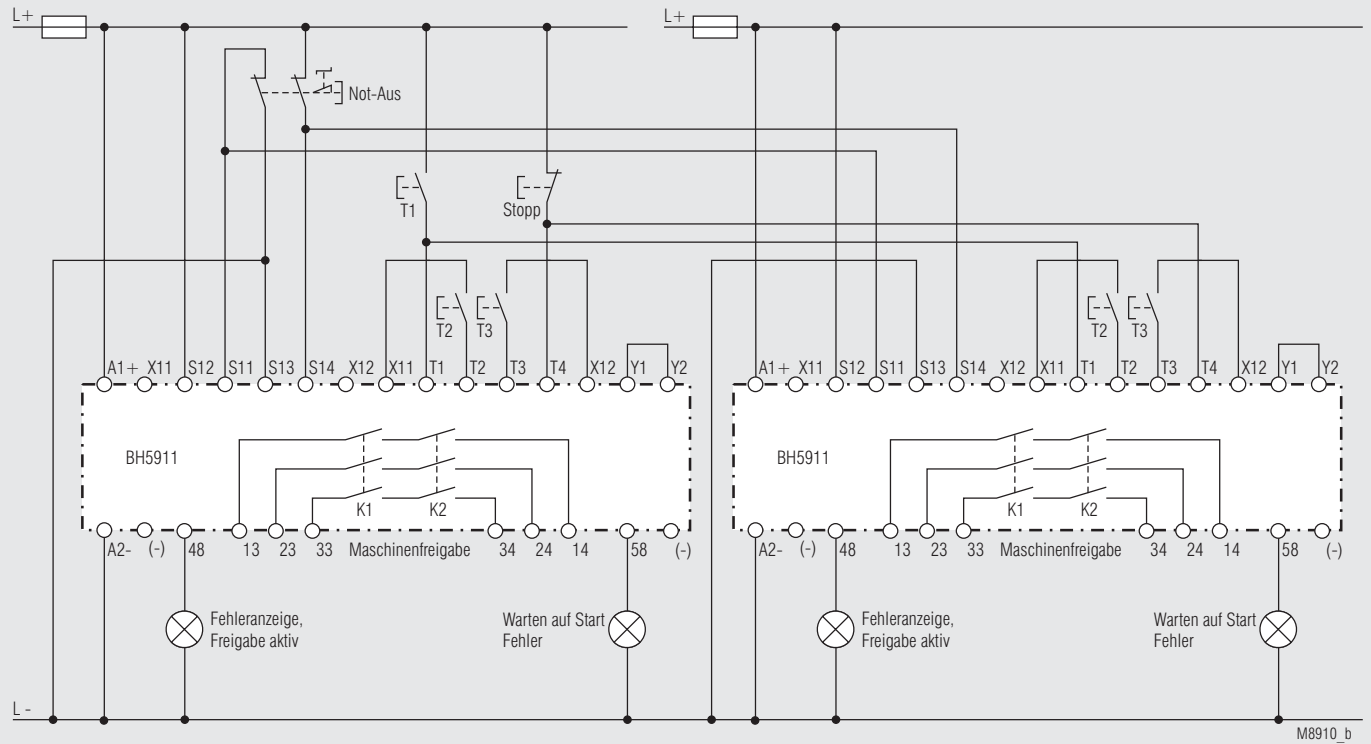 L+
L+
Not-Aus
T1
Stopp
T2
T3
T2
T3
A1+ X11 S12 S11 S13 S14 X12 X11 T1 T2 T3 T4 X12 Y1 Y2
A1+ X11 S12 S11 S13 S14 X12 X11 T1 T2 T3 T4 X12 Y1 Y2
BH5911
K1 K2
BH5911
K1 K2
A2- (-) 48 13 23 33 Maschinenfreigabe 34 24 14 58 (-)
A2- (-) 48 13 23 33 Maschinenfreigabe 34 24 14 58 (-)
Fehleranzeige,
Freigabe aktiv
Warten auf Start
Fehler
Fehleranzeige,
Freigabe aktiv
Warten auf Start
Fehler
L -
M8910_b